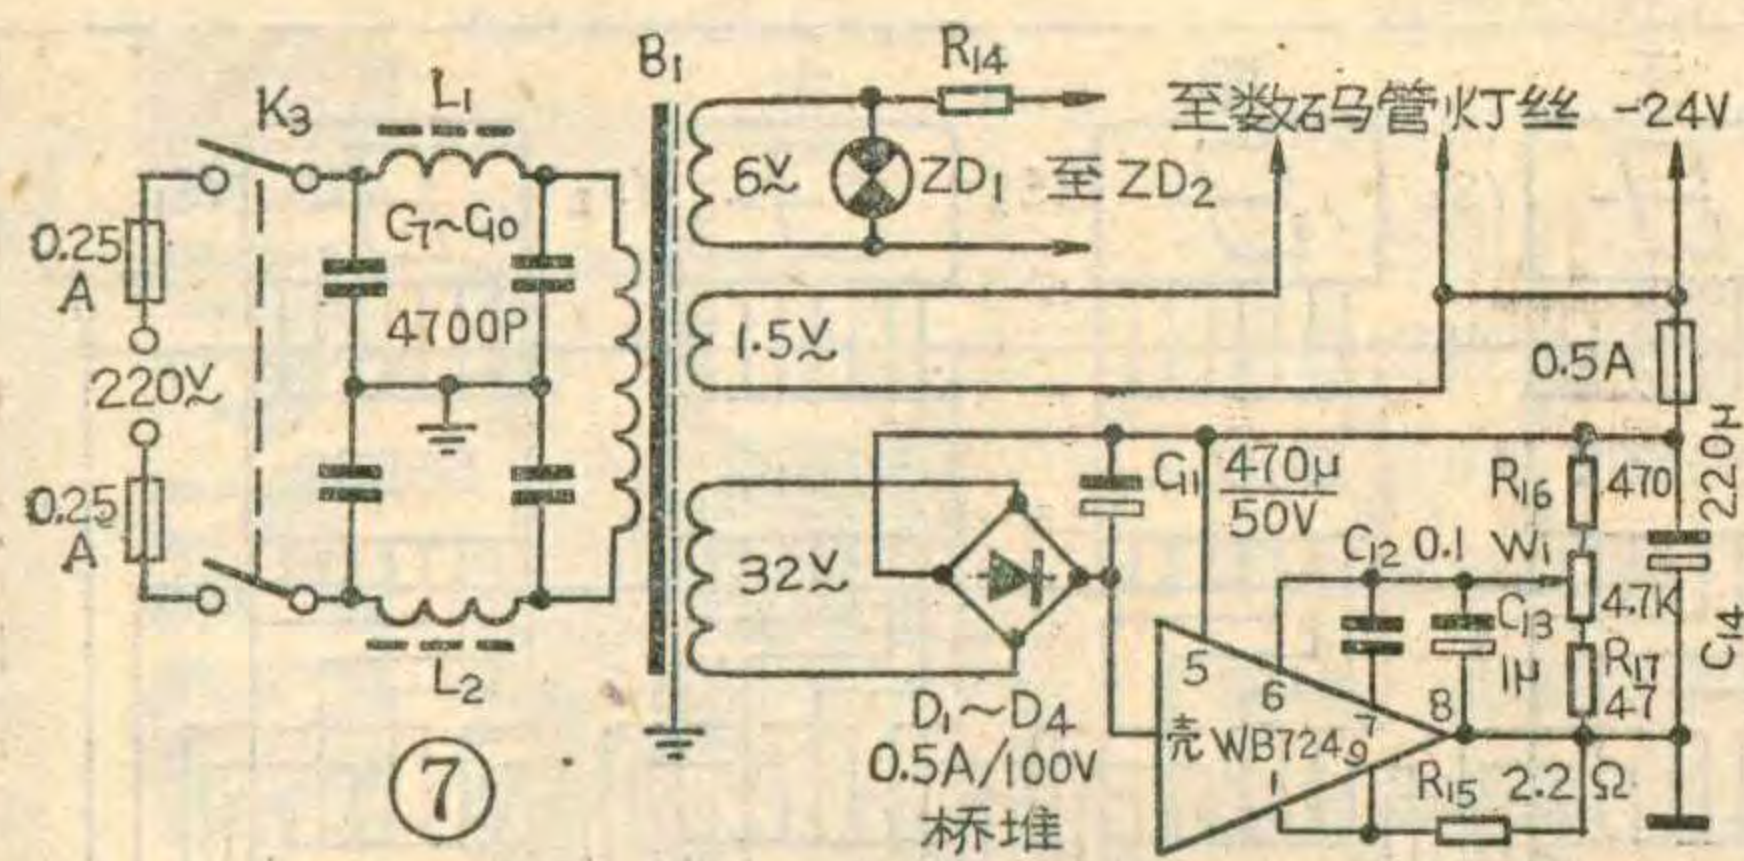 K3
L1
B1
R14
0.25
A
C7~C10
4700P
220V~
0.25
A
L2
6V~
ZD1
至 ZD2
至数码管灯丝
-24V
1.5V~
0.5A
32V~
C11
470μ
50V
R16
470
220μ
C14
C12 0.1
W1
4.7K
C13
1μ
R17
47
D1~D4
0.5A/100V
桥堆
5
6
7
8
壳 WB724
9
1
R15 2.2Ω
7